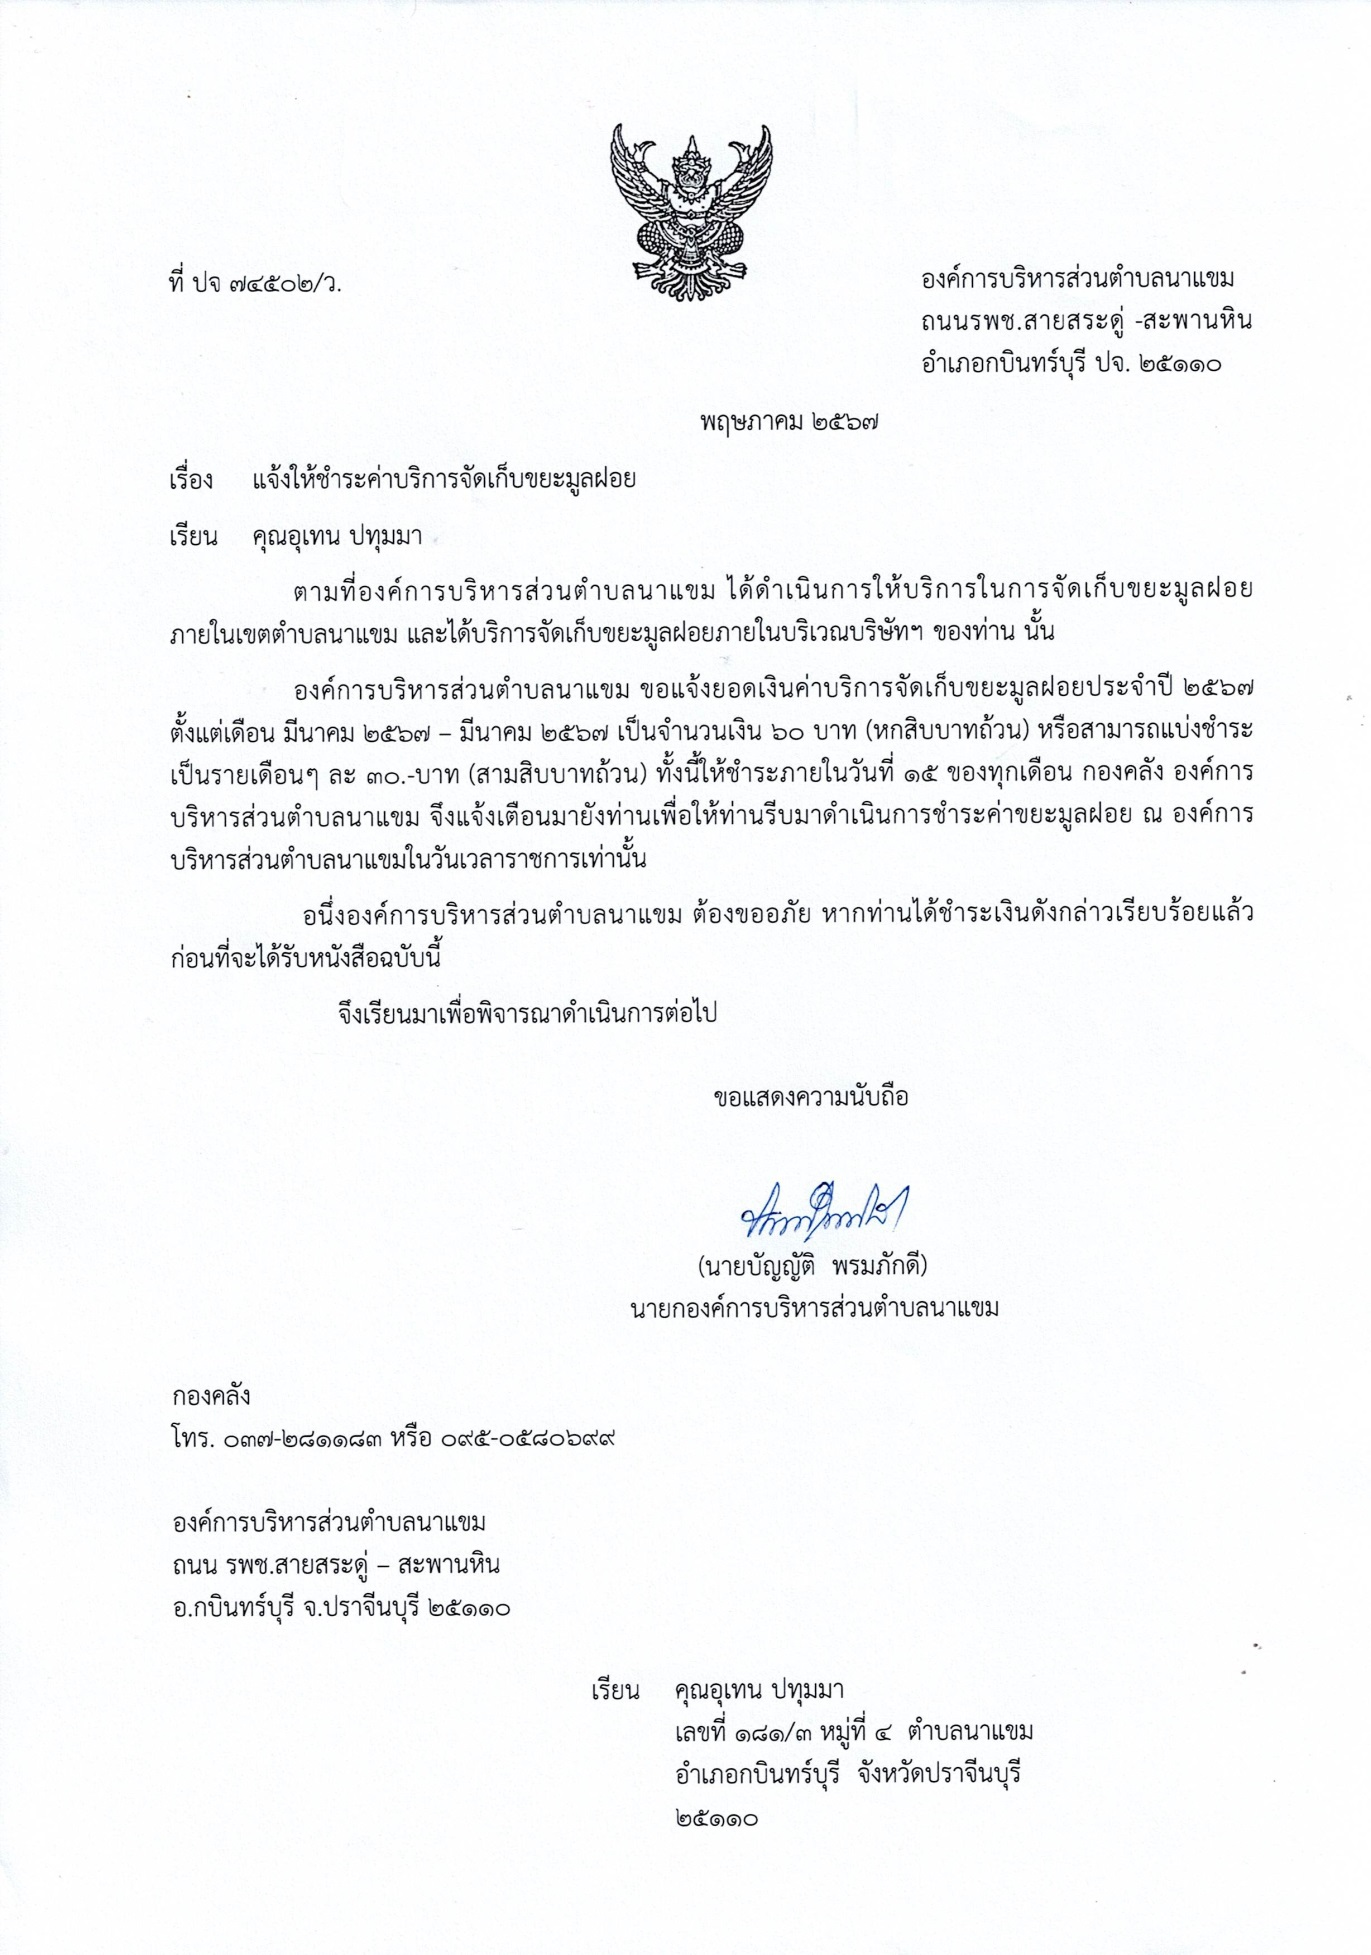 ที่ ปจ ๗๔๕๐๒/ว.
องค์การบริหารส่วนตำบลนาแขม
ถนนรพช.สายสระดู่ -สะพานหิน
อำเภอกบินทร์บุรี ปจ. ๒๕๑๑๐
พฤษภาคม ๒๕๖๗
เรื่อง แจ้งให้ชำระค่าบริการจัดเก็บขยะมูลฝอย
เรียน คุณอุเทน ปทุมมา
ตามที่องค์การบริหารส่วนตำบลนาแขม ได้ดำเนินการให้บริการในการจัดเก็บขยะมูลฝอย
ภายในเขตตำบลนาแขม และได้บริการจัดเก็บขยะมูลฝอยภายในบริเวณบริษัทฯ ของท่าน นั้น
องค์การบริหารส่วนตำบลนาแขม ขอแจ้งยอดเงินค่าบริการจัดเก็บขยะมูลฝอยประจำปี ๒๕๖๗
ตั้งแต่เดือน มีนาคม ๒๕๖๗ – มีนาคม ๒๕๖๗ เป็นจำนวนเงิน ๖๐ บาท (หกสิบบาทถ้วน) หรือสามารถแบ่งชำระ
เป็นรายเดือนๆ ละ ๓๐.-บาท (สามสิบบาทถ้วน) ทั้งนี้ให้ชำระภายในวันที่ ๑๕ ของทุกเดือน กองคลัง องค์การ
บริหารส่วนตำบลนาแขม จึงแจ้งเตือนมายังท่านเพื่อให้ท่านรีบมาดำเนินการชำระค่าขยะมูลฝอย ณ องค์การ
บริหารส่วนตำบลนาแขมในวันเวลาราชการเท่านั้น
อนึ่งองค์การบริหารส่วนตำบลนาแขม ต้องขออภัย หากท่านได้ชำระเงินดังกล่าวเรียบร้อยแล้ว
ก่อนที่จะได้รับหนังสือฉบับนี้
จึงเรียนมาเพื่อพิจารณาดำเนินการต่อไป
ขอแสดงความนับถือ
(นายบัญญัติ พรมภักดี)
นายกองค์การบริหารส่วนตำบลนาแขม
กองคลัง
โทร. ๐๓๗-๒๘๑๑๘๓ หรือ ๐๙๕-๐๕๘๐๖๙๙
องค์การบริหารส่วนตำบลนาแขม
ถนน รพช.สายสระดู่ – สะพานหิน
อ.กบินทร์บุรี จ.ปราจีนบุรี ๒๕๑๑๐
เรียน คุณอุเทน ปทุมมา
เลขที่ ๑๘๑/๓ หมู่ที่ ๔ ตำบลนาแขม
อำเภอกบินทร์บุรี จังหวัดปราจีนบุรี
๒๕๑๑๐